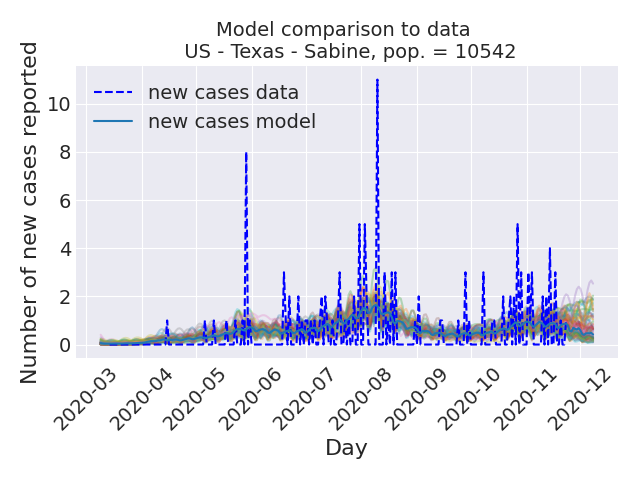 Model comparison to data
US - Texas - Sabine, pop. = 10542
Number of new cases reported
10
8
6
4
2
0
new cases data
new cases model
2020-03
2020-04
2020-05
2020-06
2020-07
2020-08
2020-09
2020-10
2020-11
2020-12
Day